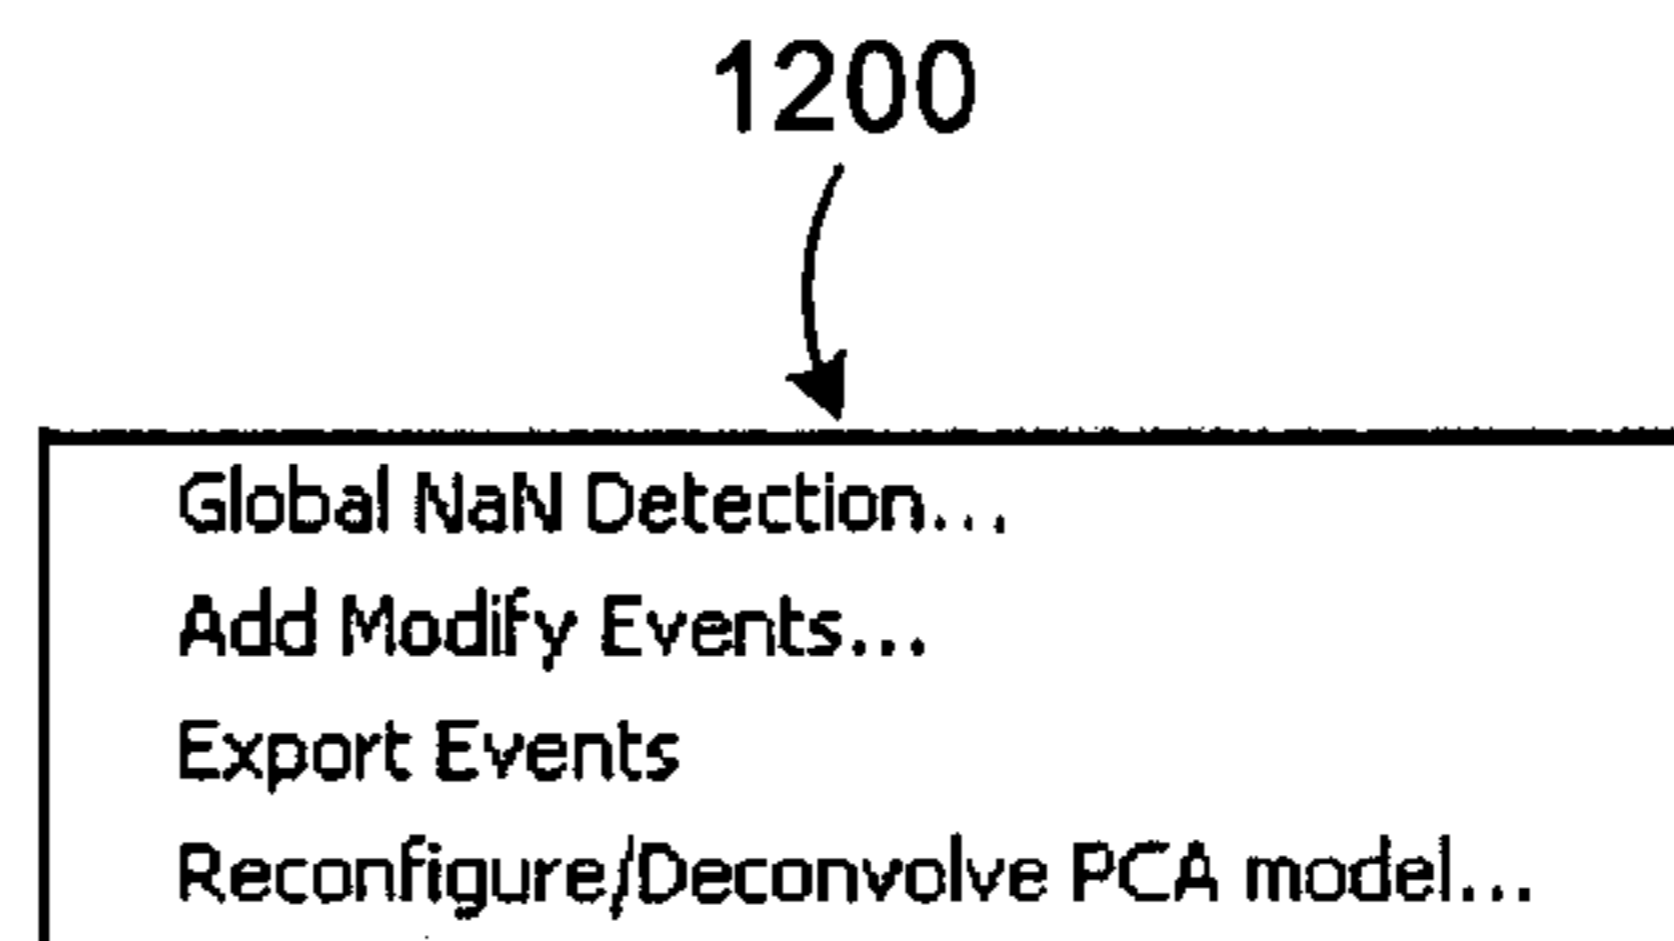 1200
Global NaN Detection...
Add Modify Events...
Export Events
Reconfigure/Deconvolve PCA model...